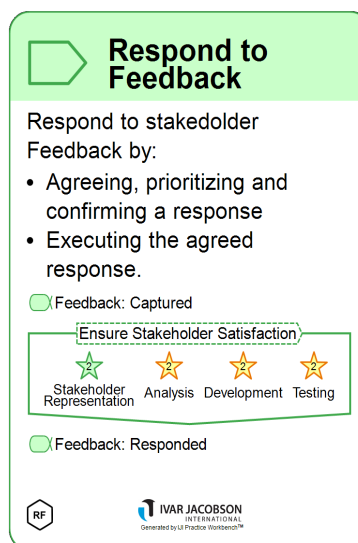 Respond to
Feedback
Respond to stakedolder
Feedback by:
• Agreeing, prioritizing and
confirming a response
• Executing the agreed
response.
Feedback: Captured
Ensure Stakeholder Satisfaction
2 2 2 2
Stakeholder
Representation Analysis Development Testing
Feedback: Responded
RF
IVAR JACOBSON
INTERNATIONAL
Generated by IJI Practice Workbench™